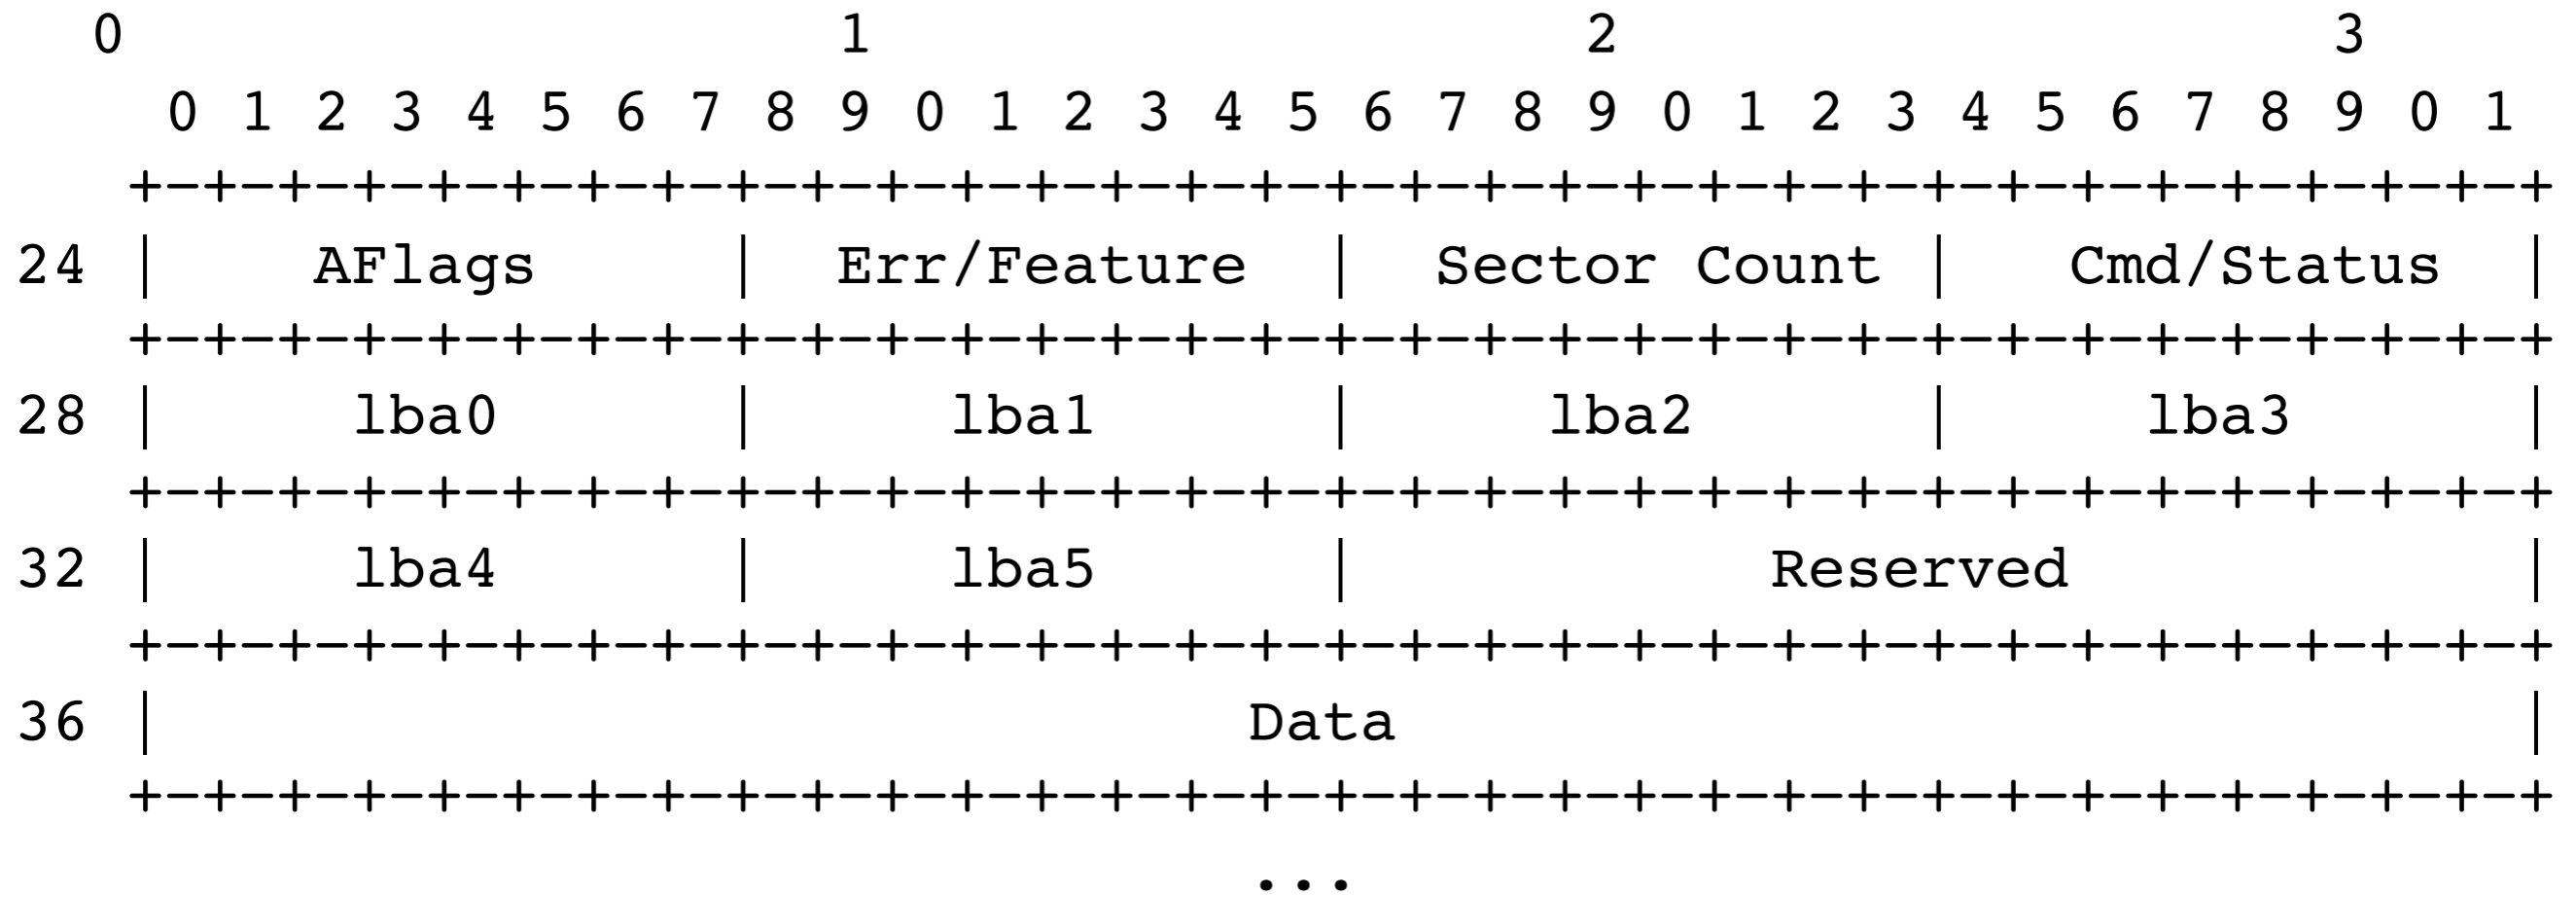 0                   1                   2                   3
  0 1 2 3 4 5 6 7 8 9 0 1 2 3 4 5 6 7 8 9 0 1 2 3 4 5 6 7 8 9 0 1
   +-+-+-+-+-+-+-+-+-+-+-+-+-+-+-+-+-+-+-+-+-+-+-+-+-+-+-+-+-+-+-+-+
24 |    AFlags     |  Err/Feature  |  Sector Count |   Cmd/Status  |
   +-+-+-+-+-+-+-+-+-+-+-+-+-+-+-+-+-+-+-+-+-+-+-+-+-+-+-+-+-+-+-+-+
28 |     lba0      |     lba1      |     lba2      |     lba3      |
   +-+-+-+-+-+-+-+-+-+-+-+-+-+-+-+-+-+-+-+-+-+-+-+-+-+-+-+-+-+-+-+-+
32 |     lba4      |     lba5      |           Reserved            |
   +-+-+-+-+-+-+-+-+-+-+-+-+-+-+-+-+-+-+-+-+-+-+-+-+-+-+-+-+-+-+-+-+
36 |                             Data                              |
   +-+-+-+-+-+-+-+-+-+-+-+-+-+-+-+-+-+-+-+-+-+-+-+-+-+-+-+-+-+-+-+-+
                                 ...